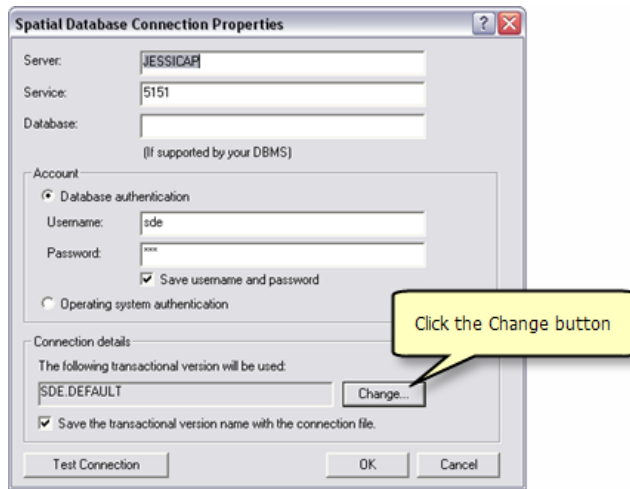 Spatial Database Connection Properties
Server: JESSICAP
Service: 5151
Database:
(If supported by your DBMS)
Account
Database authentication
Username: sde
Password: ***
Save username and password
Operating system authentication
Click the Change button
Connection details
The following transactional version will be used:
SDE.DEFAULT Change...
Save the transactional version name with the connection file.
Test Connection OK Cancel